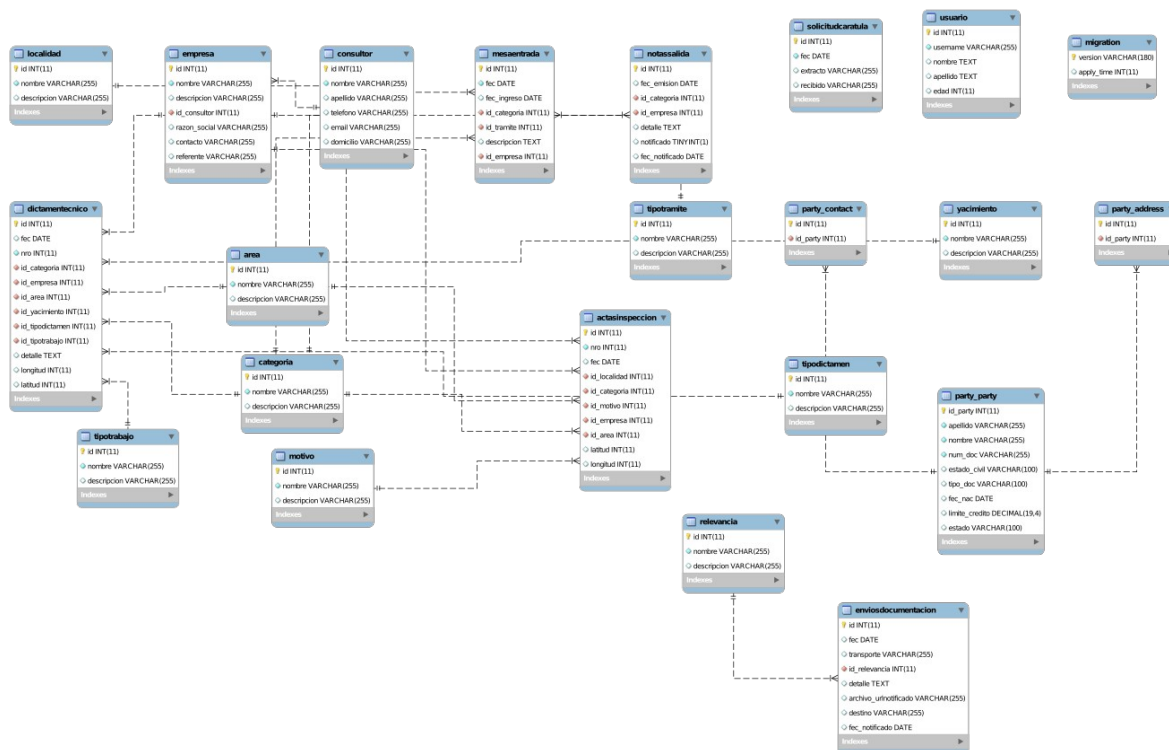 localidad
id INT(11)
nombre VARCHAR(255)
descripcion VARCHAR(255)
Indexes
empresa
id INT(11)
nombre VARCHAR(255)
descripcion VARCHAR(255)
id_consultor INT(11)
razon_social VARCHAR(255)
contacto VARCHAR(255)
referente VARCHAR(255)
Indexes
consultor
id INT(11)
nombre VARCHAR(255)
apellido VARCHAR(255)
telefono VARCHAR(255)
email VARCHAR(255)
domicilio VARCHAR(255)
Indexes
mesaentrada
id INT(11)
fec DATE
fec_ingreso DATE
id_categoria INT(11)
id_tramite INT(11)
descripcion TEXT
id_empresa INT(11)
Indexes
notassalida
id INT(11)
fec_emision DATE
id_categoria INT(11)
id_empresa INT(11)
detalle TEXT
notificado TINYINT(1)
fec_notificado DATE
Indexes
solicitudcaratula
id INT(11)
fec DATE
extracto VARCHAR(255)
recibido VARCHAR(255)
Indexes
usuario
id INT(11)
username VARCHAR(255)
nombre TEXT
apellido TEXT
edad INT(11)
Indexes
migration
version VARCHAR(180)
apply_time INT(11)
Indexes
dictamentecnico
id INT(11)
fec DATE
nro INT(11)
id_categoria INT(11)
id_empresa INT(11)
id_area INT(11)
id_yacimiento INT(11)
id_tipodictamen INT(11)
id_tipotrabajo INT(11)
detalle TEXT
longitud INT(11)
latitud INT(11)
Indexes
area
id INT(11)
nombre VARCHAR(255)
descripcion VARCHAR(255)
Indexes
tipotramite
id INT(11)
nombre VARCHAR(255)
descripcion VARCHAR(255)
Indexes
party_contact
id INT(11)
id_party INT(11)
Indexes
yacimiento
id INT(11)
nombre VARCHAR(255)
descripcion VARCHAR(255)
Indexes
party_address
id INT(11)
id_party INT(11)
Indexes
actasinspeccion
id INT(11)
nro INT(11)
fec DATE
id_localidad INT(11)
id_categoria INT(11)
id_motivo INT(11)
id_empresa INT(11)
id_area INT(11)
latitud INT(11)
longitud INT(11)
Indexes
categoria
id INT(11)
nombre VARCHAR(255)
descripcion VARCHAR(255)
Indexes
tipodictamen
id INT(11)
nombre VARCHAR(255)
descripcion VARCHAR(255)
Indexes
party_party
id_party INT(11)
apellido VARCHAR(255)
nombre VARCHAR(255)
num_doc VARCHAR(255)
estado_civil VARCHAR(100)
tipo_doc VARCHAR(100)
fec_nac DATE
limite_credito DECIMAL(19,4)
estado VARCHAR(100)
Indexes
tipotrabajo
id INT(11)
nombre VARCHAR(255)
descripcion VARCHAR(255)
Indexes
motivo
id INT(11)
nombre VARCHAR(255)
descripcion VARCHAR(255)
Indexes
relevancia
id INT(11)
nombre VARCHAR(255)
descripcion VARCHAR(255)
Indexes
enviosdocumentacion
id INT(11)
fec DATE
transporte VARCHAR(255)
id_relevancia INT(11)
detalle TEXT
archivo_urlnotificado VARCHAR(255)
destino VARCHAR(255)
fec_notificado DATE
Indexes